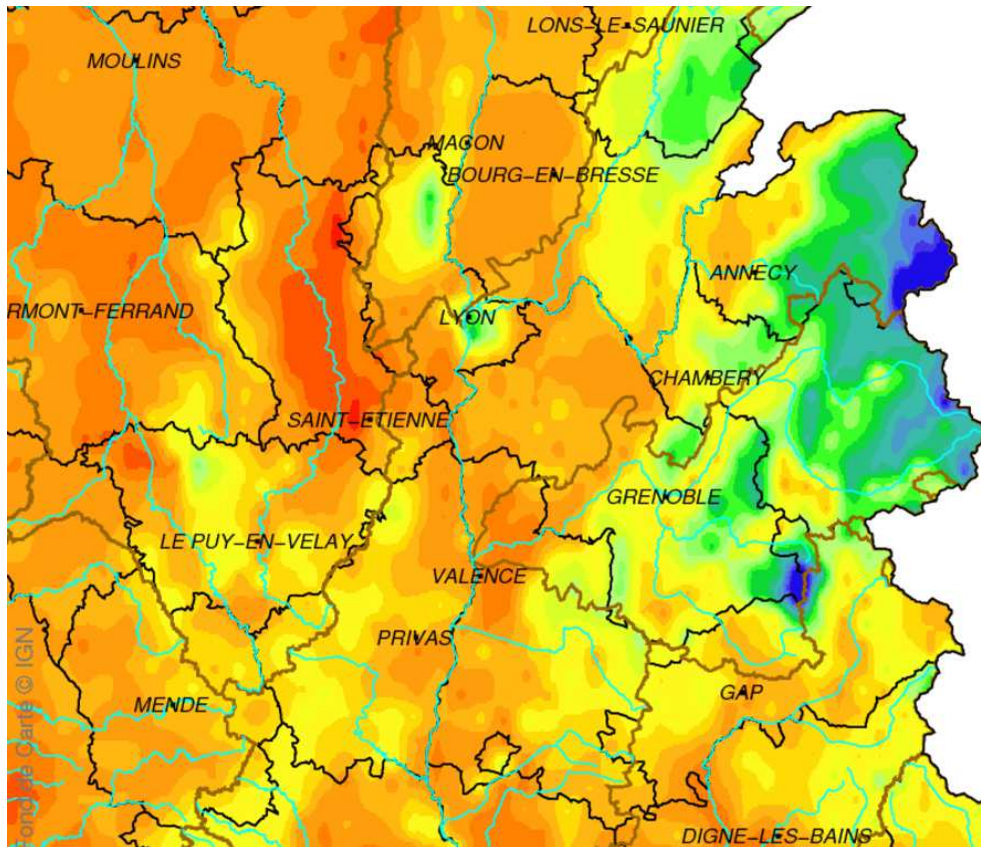 LONS-LE-SAUNIER
MOULINS
MACON
BOURG-EN-BRESSE
ANNECY
RMONT-FERRAND
LYON
CHAMBERY
SAINT-ETIENNE
GRENOBLE
LE PUY-EN-VELAY
VALENCE
PRIVAS
GAP
MENDE
DIGNE-LES-BAINS
Fond de Carte © IGN